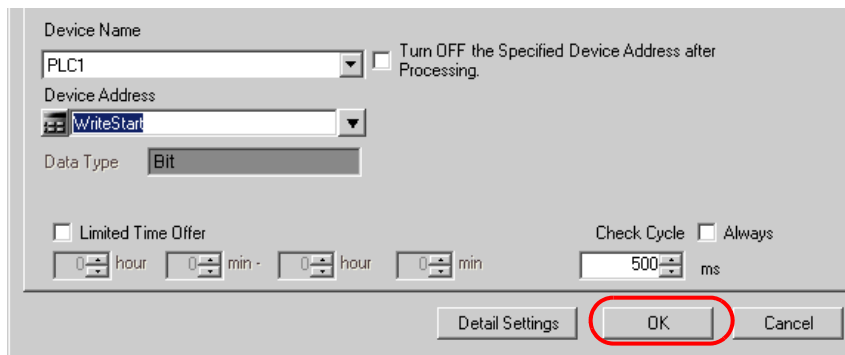 Device Name
PLC1
Turn OFF the Specified Device Address after
Processing.
Device Address
WriteStart
Data Type Bit
Limited Time Offer Check Cycle Always
0 hour 0 min - 0 hour 0 min 500 ms
Detail Settings OK Cancel